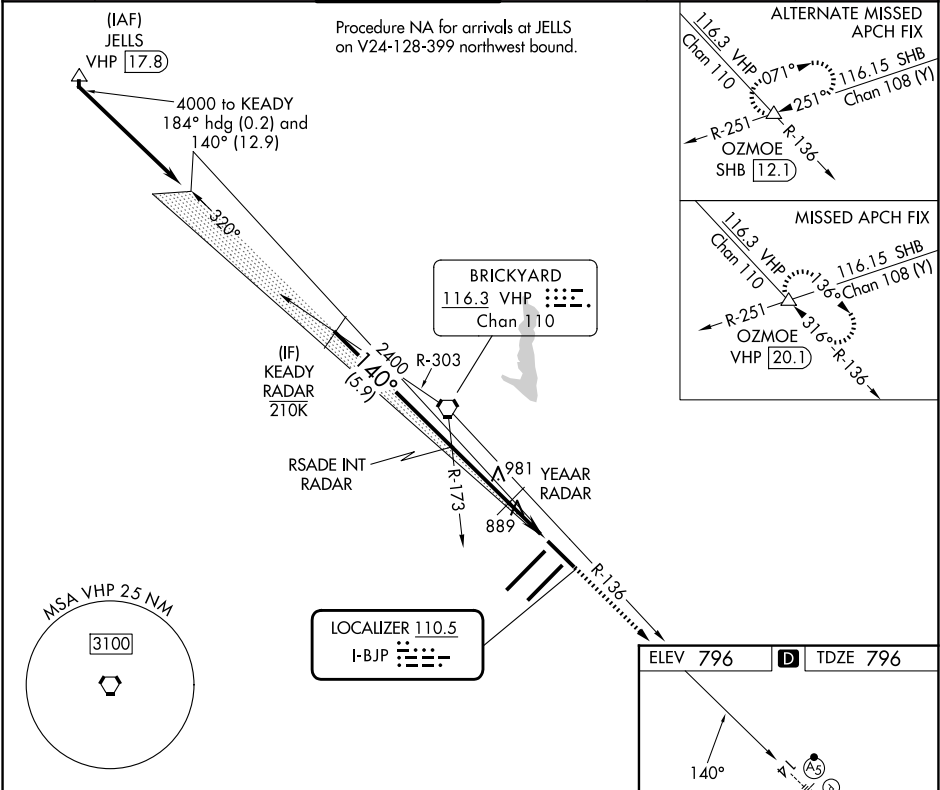 (IAF)
JELLS
VHP 17.8
Procedure NA for arrivals at JELLS
on V24-128-399 northwest bound.
4000 to KEADY
184° hdg (0.2) and
140° (12.9)
320°
ALTERNATE MISSED
APCH FIX
116.3 VHP
Chan 110
071°
116.15 SHB
Chan 108 (Y)
251°
R-251
R-136
OZMOE
SHB 12.1
MISSED APCH FIX
116.3 VHP
Chan 110
136°
116.15 SHB
Chan 108 (Y)
R-251
316°
R-136
OZMOE
VHP 20.1
BRICKYARD
116.3 VHP
Chan 110
(IF)
KEADY
RADAR
210K
2400
140°
(5.9)
R-303
RSADE INT
RADAR
R-173
981
YEAAR
RADAR
889
R-136
LOCALIZER 110.5
I-BJP
MSA VHP 25 NM
3100
ELEV 796
D
TDZE 796
140°
14
A5